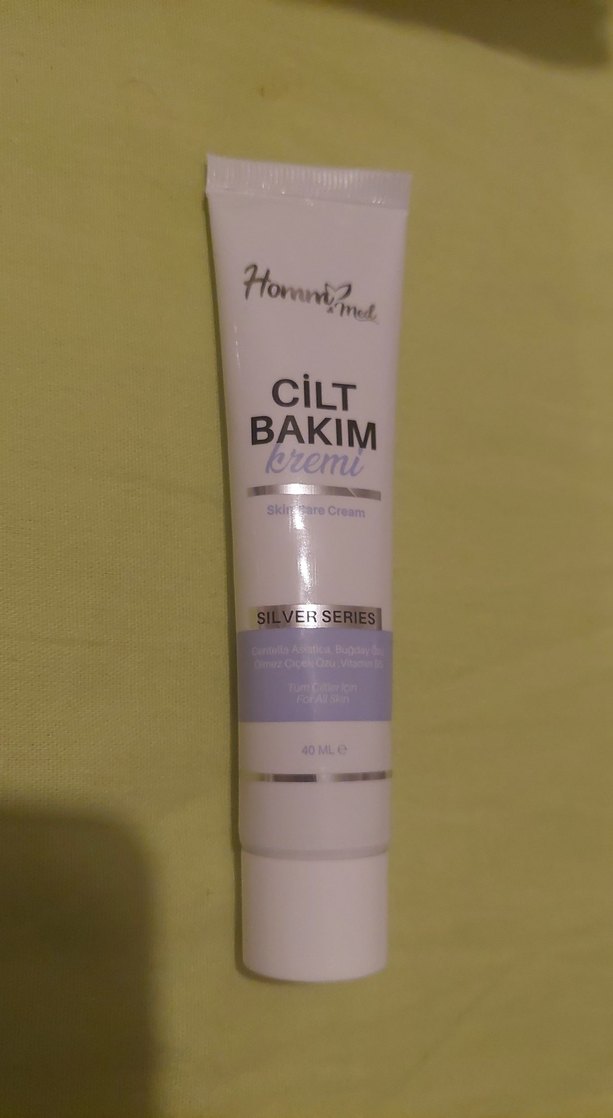 Homm
& Med
CİLT
BAKIM
kremi
Skin Care Cream
SILVER SERIES
Centella Asiatica, Buğday Özü,
Ölmez Çiçek Özü, Vitamin
Tüm Ciltler İçin
For All Skin
40 ML ℮